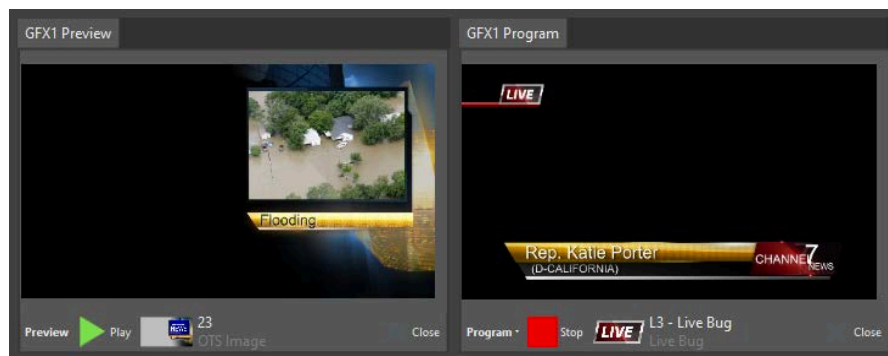 GFX1 Preview
GFX1 Program
Flooding
LIVE
Rep. Katie Porter
(D-CALIFORNIA)
CHANNEL 7
NEWS
Preview
Play
NEWS
23
OTS Image
Close
Program
Stop
LIVE
L3 - Live Bug
Live Bug
Close